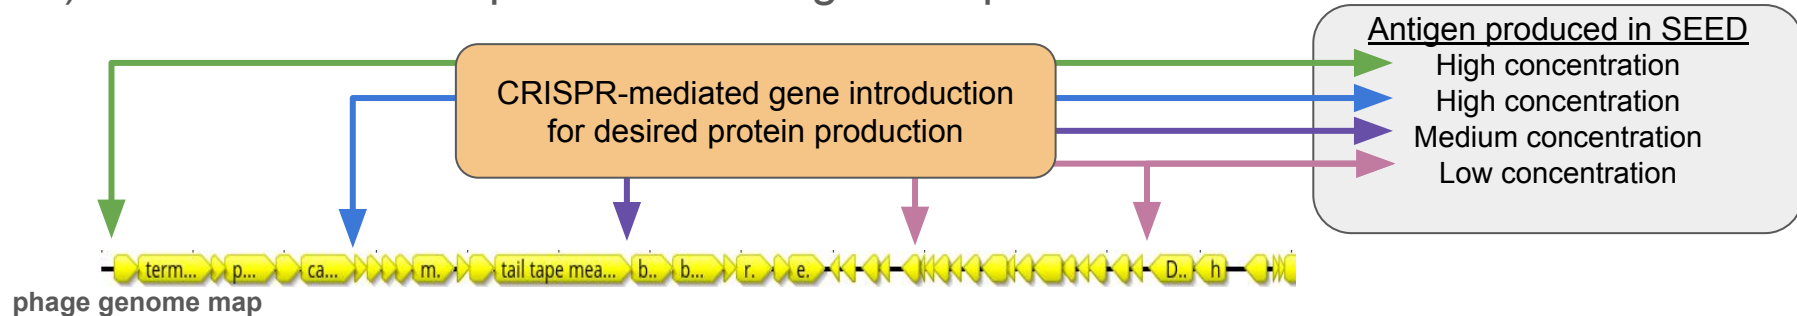 Antigen produced in SEED
High concentration
High concentration
Medium concentration
Low concentration
CRISPR-mediated gene introduction
for desired protein production
term... p... ca... m. tail tape mea... b.. b... r. e. D.. h
phage genome map